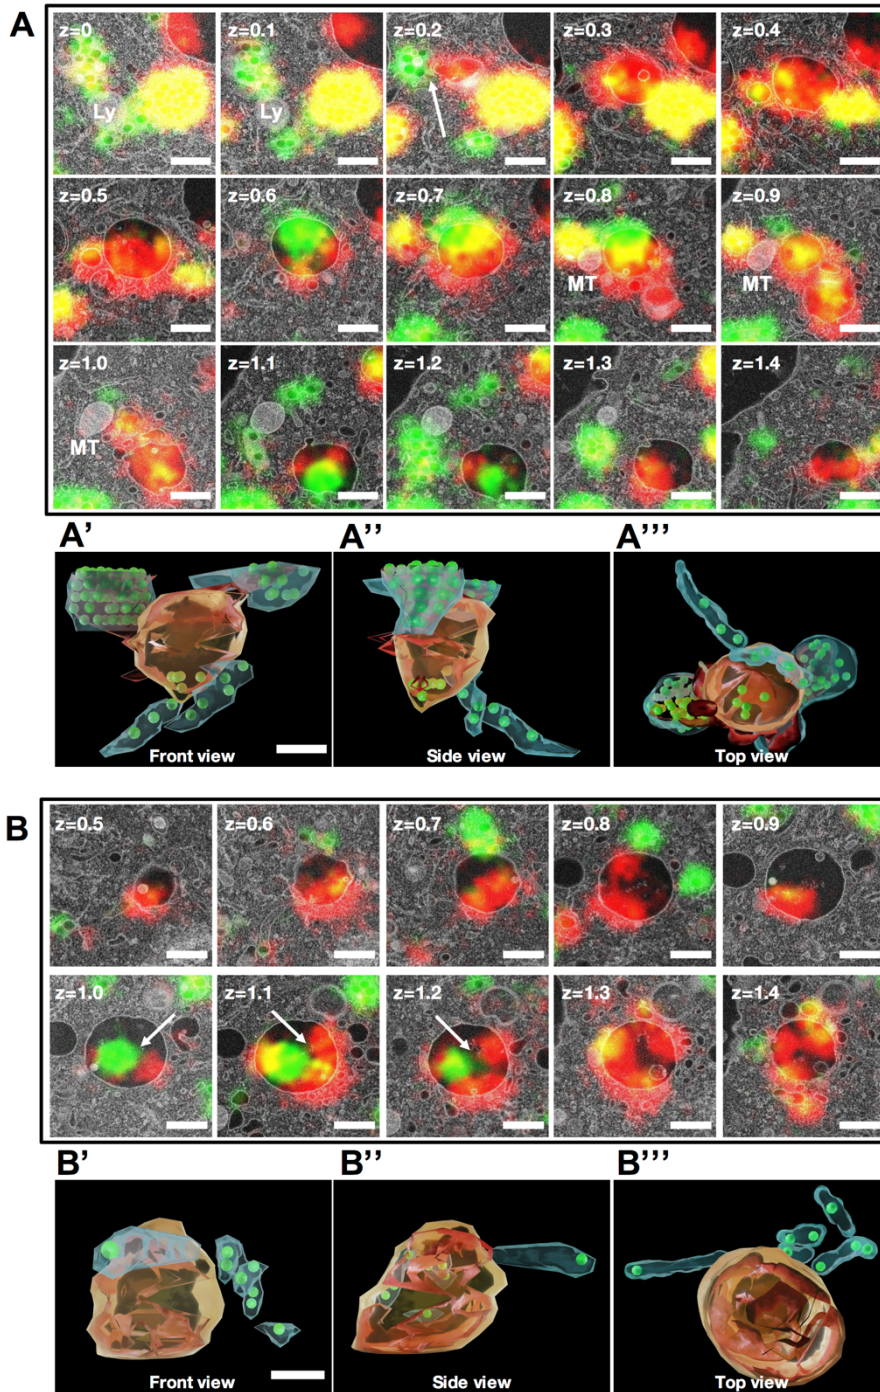 A
z=0 z=0.1 z=0.2 z=0.3 z=0.4
Ly Ly
z=0.5 z=0.6 z=0.7 z=0.8 z=0.9
MT MT
z=1.0 z=1.1 z=1.2 z=1.3 z=1.4
MT
A' A'' A'''
Front view Side view Top view
B
z=0.5 z=0.6 z=0.7 z=0.8 z=0.9
z=1.0 z=1.1 z=1.2 z=1.3 z=1.4
B' B'' B'''
Front view Side view Top view